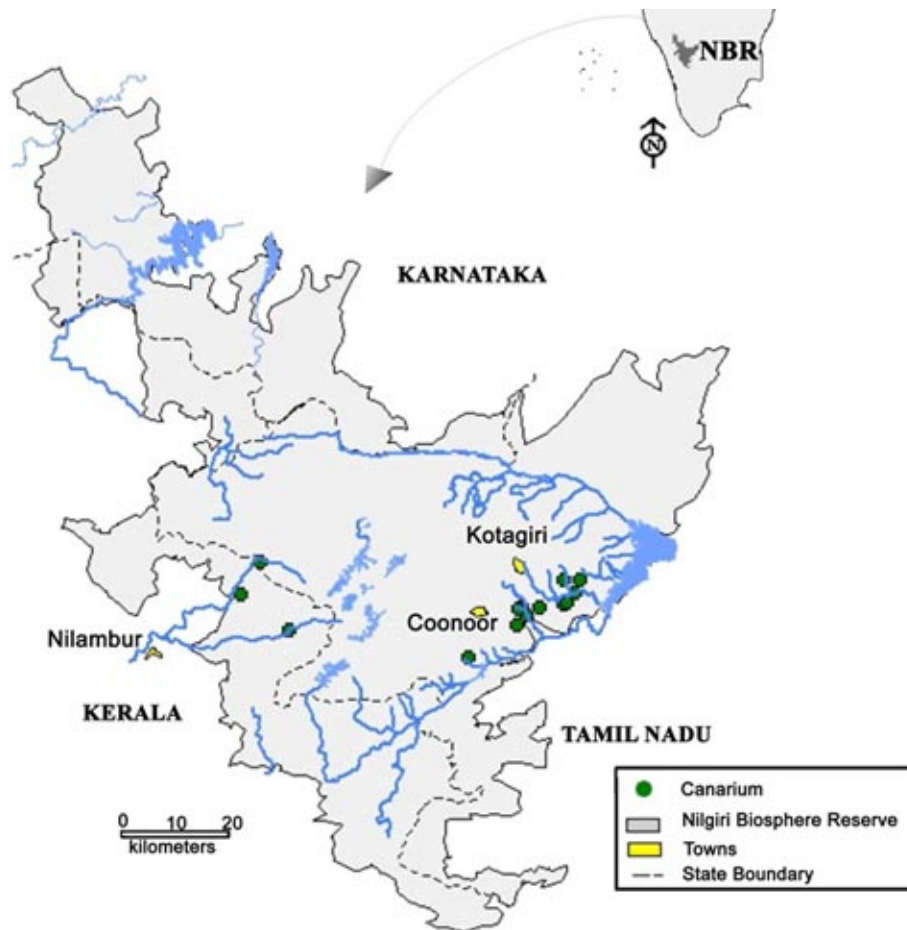 NBR
N
KARNATAKA
Kotagiri
Coonoor
Nilambur
KERALA
TAMIL NADU
0 10 20
kilometers
Canarium
Nilgiri Biosphere Reserve
Towns
State Boundary